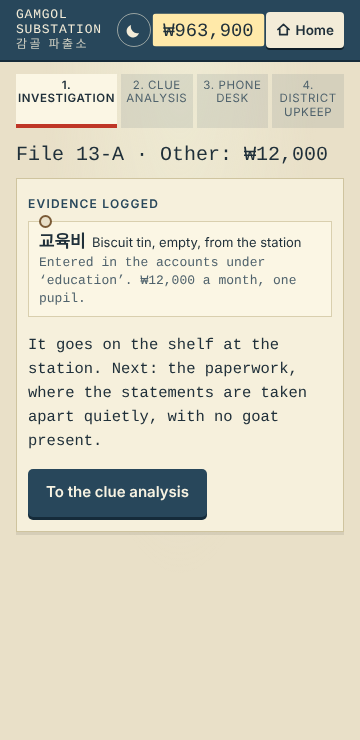 GAMGOL
SUBSTATION
감골 파출소
₩963,900
Home
1.
INVESTIGATION
2. CLUE
ANALYSIS
3. PHONE
DESK
4.
DISTRICT
UPKEEP
File 13-A · Other: ₩12,000
EVIDENCE LOGGED
교육비 Biscuit tin, empty, from the station
Entered in the accounts under
‘education’. ₩12,000 a month, one
pupil.
It goes on the shelf at the
station. Next: the paperwork,
where the statements are taken
apart quietly, with no goat
present.
To the clue analysis